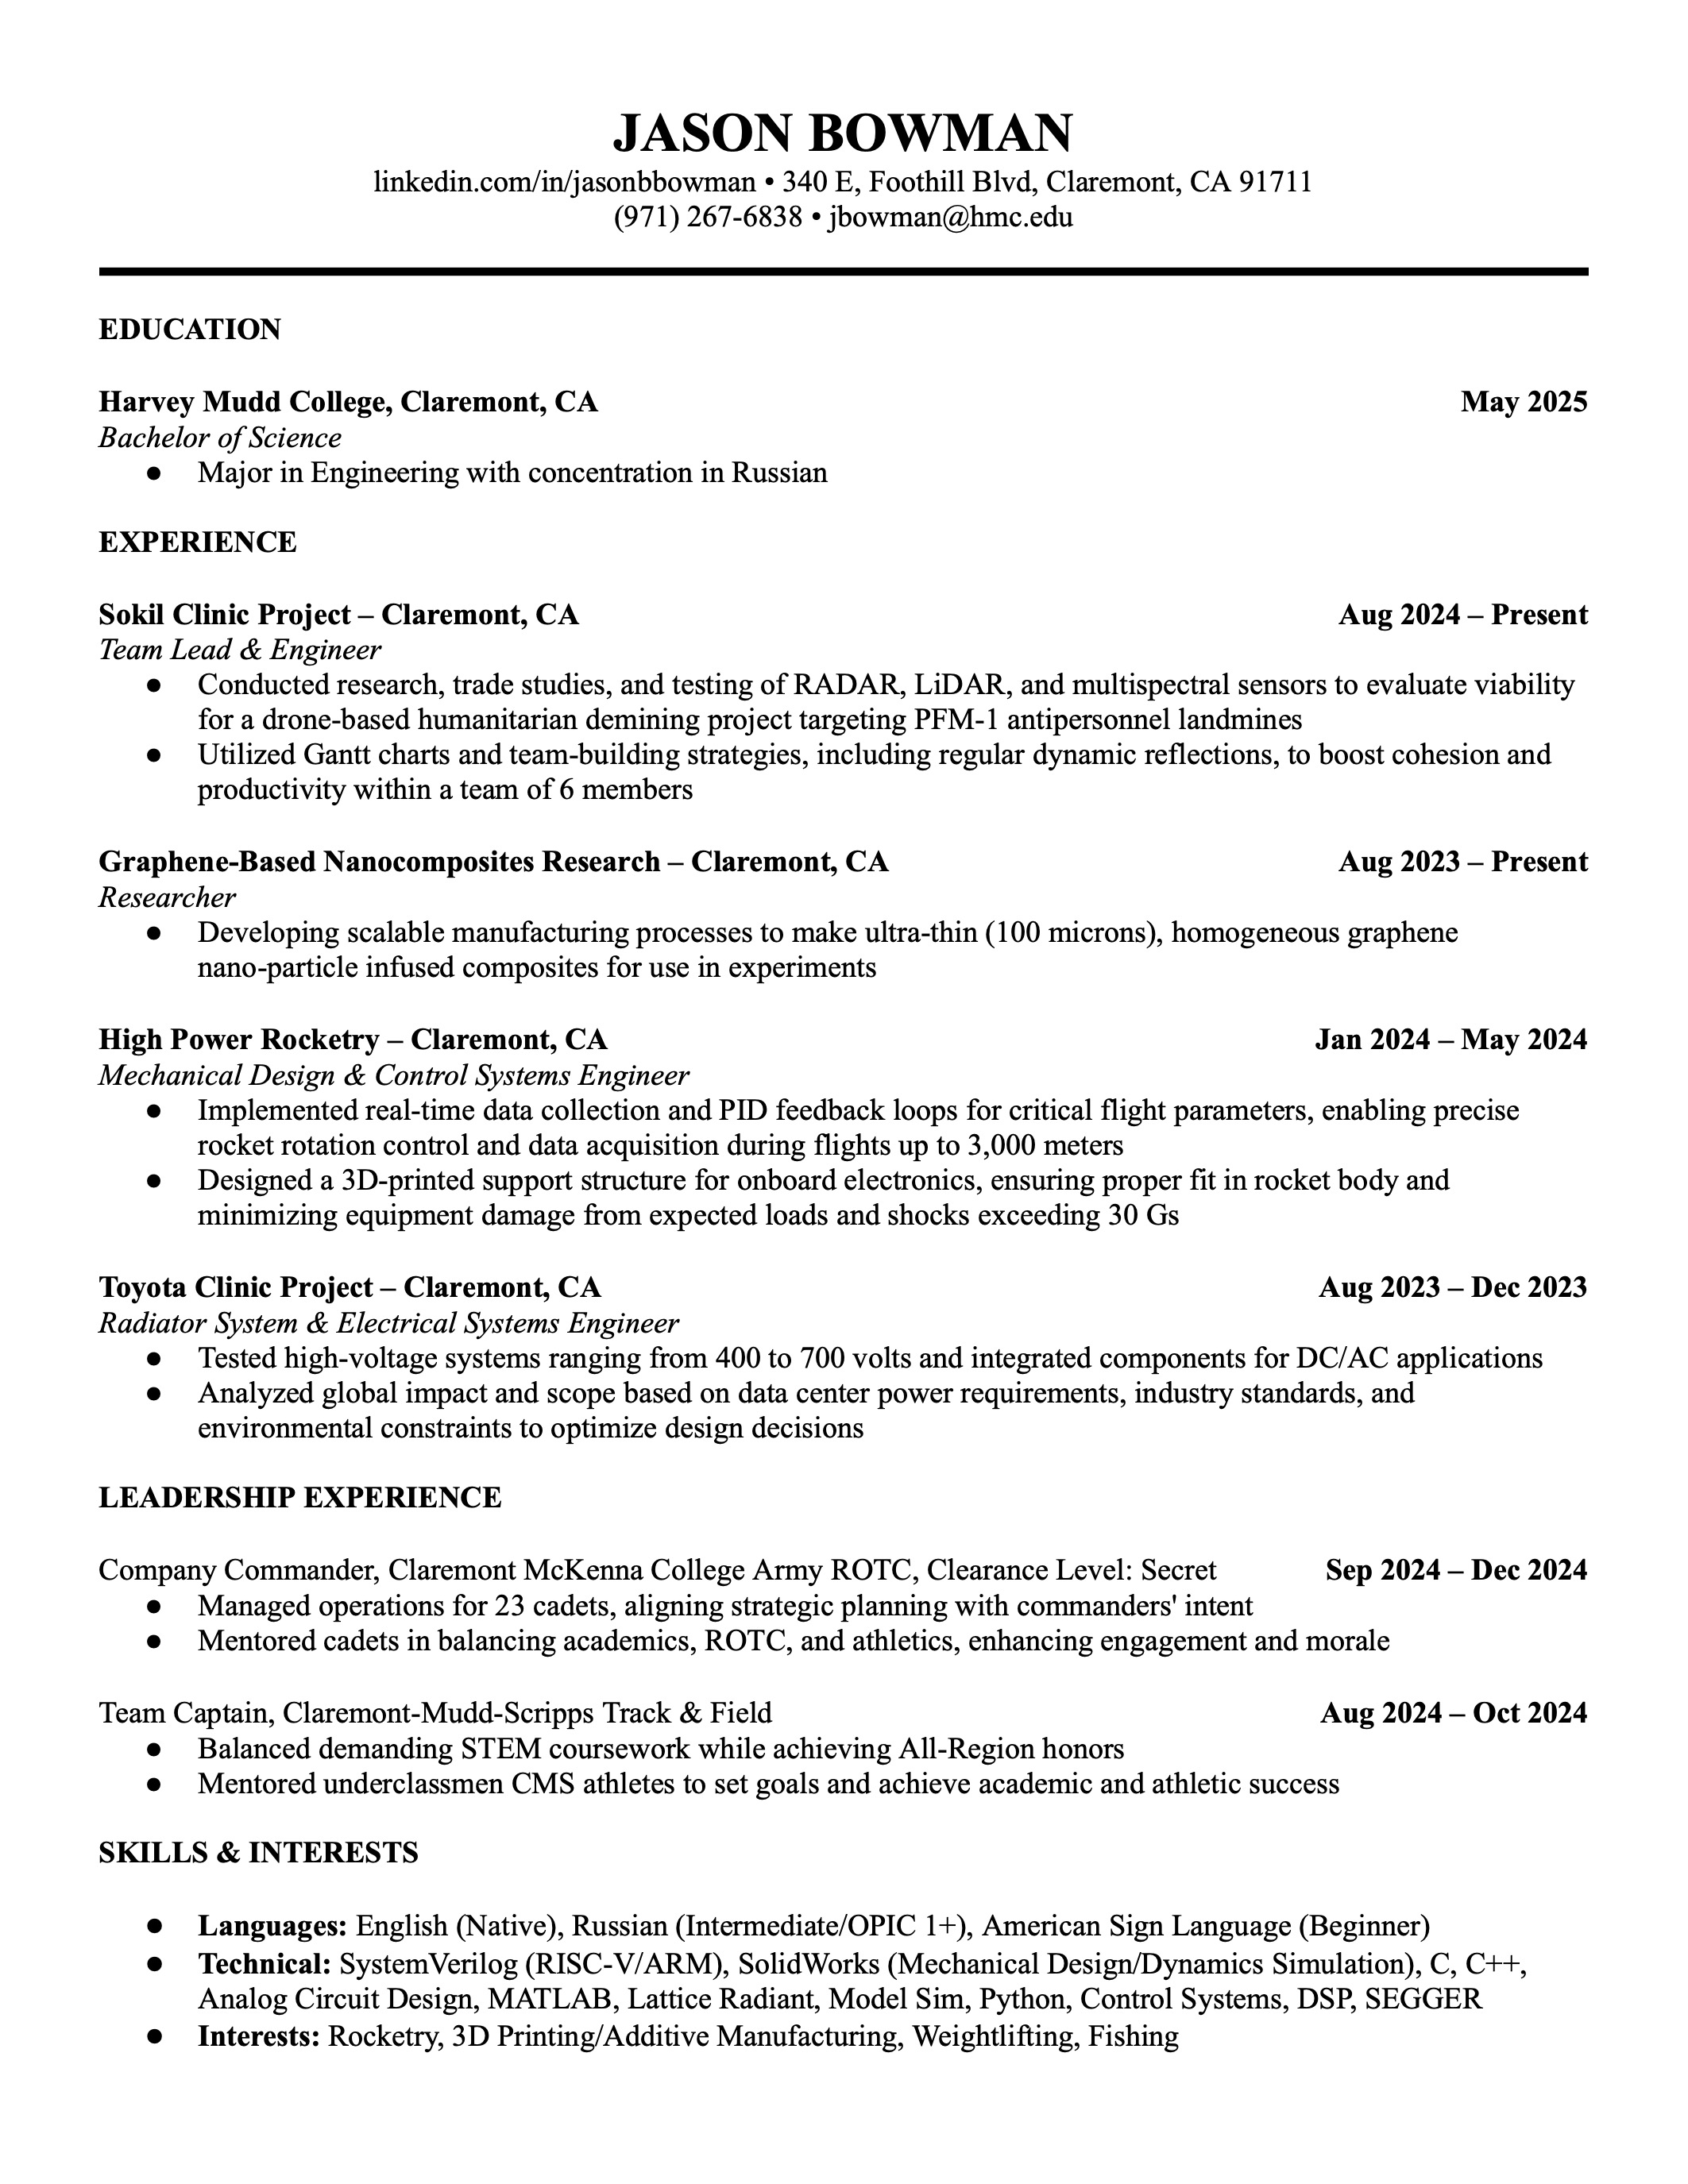 JASON BOWMAN
linkedin.com/in/jasonbbowman • 340 E, Foothill Blvd, Claremont, CA 91711
(971) 267-6838 • jbowman@hmc.edu
EDUCATION
Harvey Mudd College, Claremont, CA May 2025
Bachelor of Science
● Major in Engineering with concentration in Russian
EXPERIENCE
Sokil Clinic Project – Claremont, CA Aug 2024 – Present
Team Lead & Engineer
● Conducted research, trade studies, and testing of RADAR, LiDAR, and multispectral sensors to evaluate viability
for a drone-based humanitarian demining project targeting PFM-1 antipersonnel landmines
● Utilized Gantt charts and team-building strategies, including regular dynamic reflections, to boost cohesion and
productivity within a team of 6 members
Graphene-Based Nanocomposites Research – Claremont, CA Aug 2023 – Present
Researcher
● Developing scalable manufacturing processes to make ultra-thin (100 microns), homogeneous graphene
nano-particle infused composites for use in experiments
High Power Rocketry – Claremont, CA Jan 2024 – May 2024
Mechanical Design & Control Systems Engineer
● Implemented real-time data collection and PID feedback loops for critical flight parameters, enabling precise
rocket rotation control and data acquisition during flights up to 3,000 meters
● Designed a 3D-printed support structure for onboard electronics, ensuring proper fit in rocket body and
minimizing equipment damage from expected loads and shocks exceeding 30 Gs
Toyota Clinic Project – Claremont, CA Aug 2023 – Dec 2023
Radiator System & Electrical Systems Engineer
● Tested high-voltage systems ranging from 400 to 700 volts and integrated components for DC/AC applications
● Analyzed global impact and scope based on data center power requirements, industry standards, and
environmental constraints to optimize design decisions
LEADERSHIP EXPERIENCE
Company Commander, Claremont McKenna College Army ROTC, Clearance Level: Secret Sep 2024 – Dec 2024
● Managed operations for 23 cadets, aligning strategic planning with commanders' intent
● Mentored cadets in balancing academics, ROTC, and athletics, enhancing engagement and morale
Team Captain, Claremont-Mudd-Scripps Track & Field Aug 2024 – Oct 2024
● Balanced demanding STEM coursework while achieving All-Region honors
● Mentored underclassmen CMS athletes to set goals and achieve academic and athletic success
SKILLS & INTERESTS
● Languages: English (Native), Russian (Intermediate/OPIC 1+), American Sign Language (Beginner)
● Technical: SystemVerilog (RISC-V/ARM), SolidWorks (Mechanical Design/Dynamics Simulation), C, C++,
Analog Circuit Design, MATLAB, Lattice Radiant, Model Sim, Python, Control Systems, DSP, SEGGER
● Interests: Rocketry, 3D Printing/Additive Manufacturing, Weightlifting, Fishing